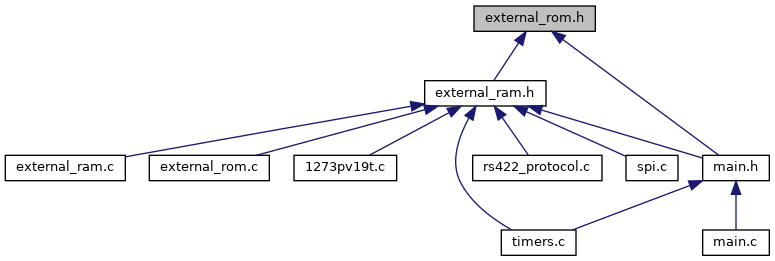 external_rom.h
external_ram.h
external_ram.c
external_rom.c
1273pv19t.c
rs422_protocol.c
spi.c
main.h
timers.c
main.c